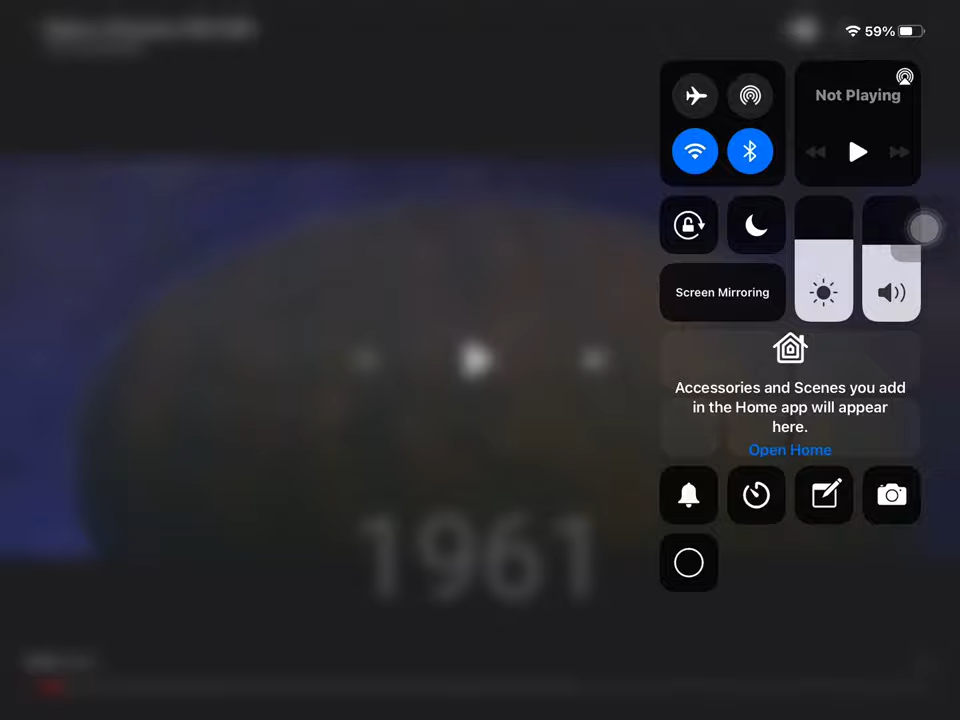 59%
Not Playing
Screen Mirroring
Accessories and Scenes you add
in the Home app will appear
here.
Open Home
1961